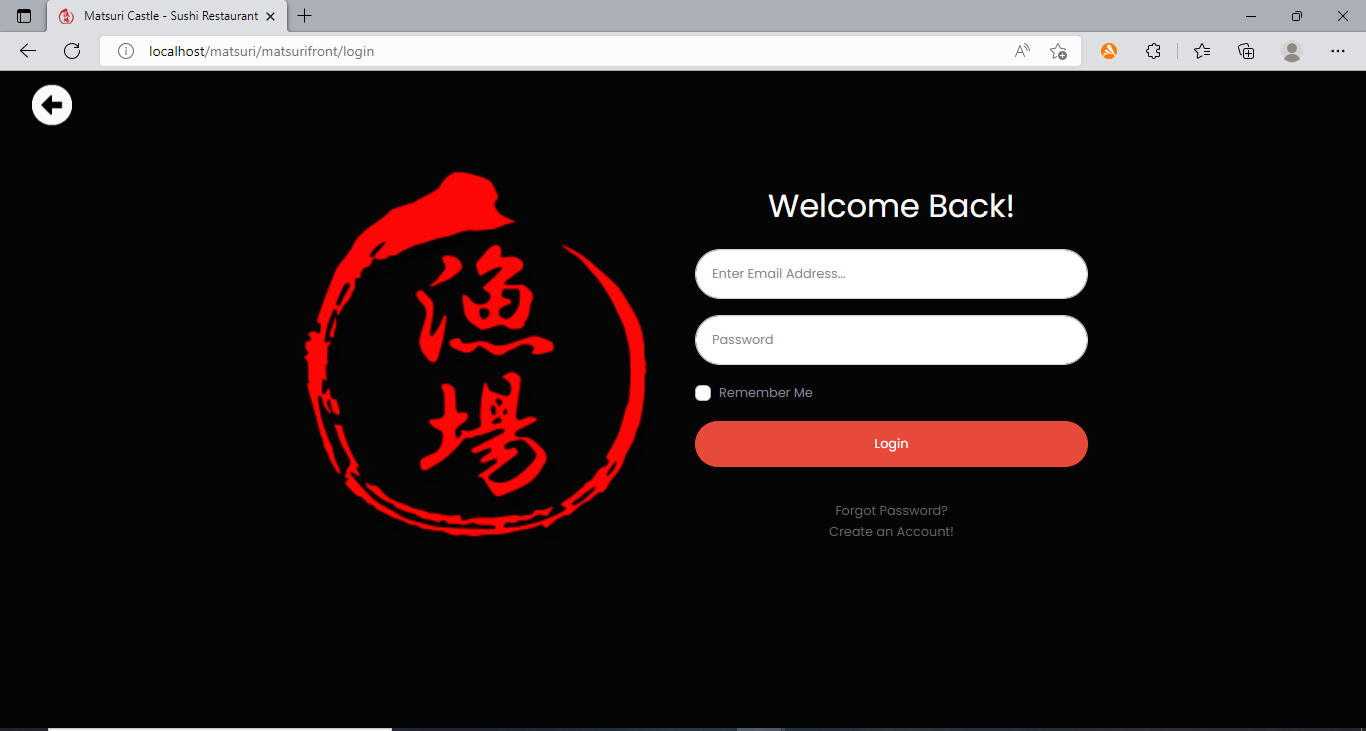 Matsuri Castle - Sushi Restaurant
localhost/matsuri/matsurifront/login
漁
場
Welcome Back!
Enter Email Address...
Password
Remember Me
Login
Forgot Password?
Create an Account!